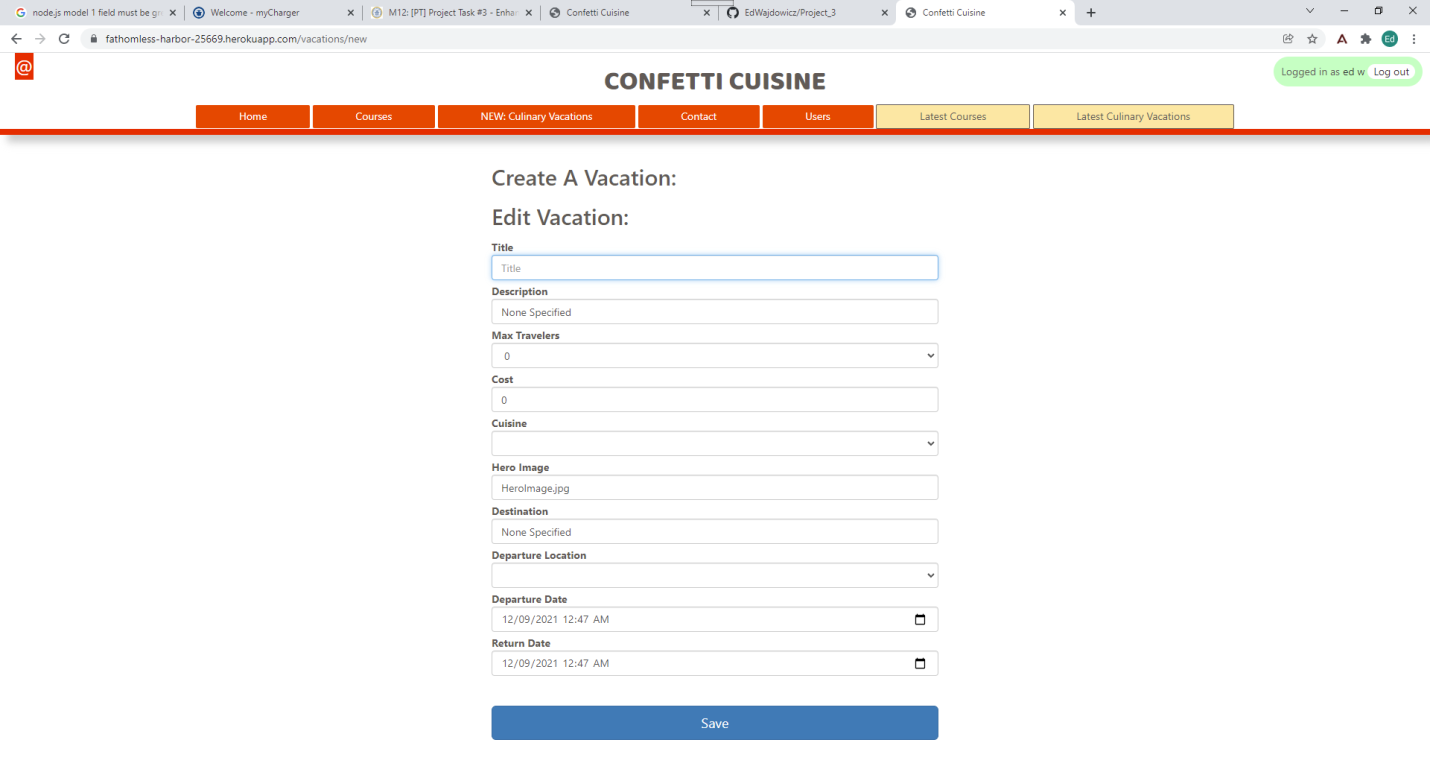 node.js model 1 field must be gr
Welcome - myCharger
M12: [PT] Project Task #3 - Enhan
Confetti Cuisine
EdWajdowicz/Project_3
Confetti Cuisine
fathomless-harbor-25669.herokuapp.com/vacations/new
A
Ed
@
CONFETTI CUISINE
Logged in as ed w Log out
Home Courses NEW: Culinary Vacations Contact Users Latest Courses Latest Culinary Vacations
Create A Vacation:
Edit Vacation:
Title
Title
Description
None Specified
Max Travelers
0
Cost
0
Cuisine
Hero Image
HeroImage.jpg
Destination
None Specified
Departure Location
Departure Date
12/09/2021 12:47 AM
Return Date
12/09/2021 12:47 AM
Save